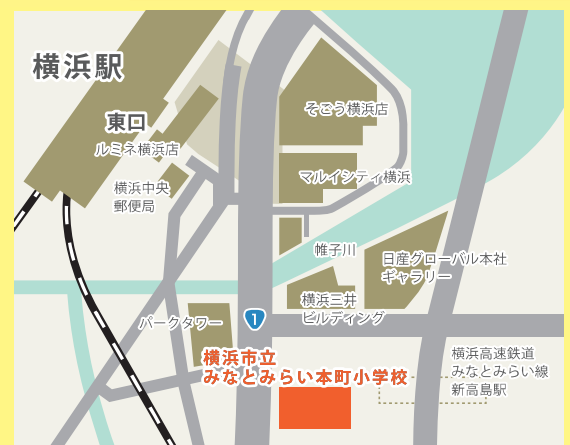 横浜駅
東口
ルミネ横浜店
横浜中央
郵便局
そごう横浜店
マルイシティ横浜
帷子川
日産グローバル本社
ギャラリー
横浜三井
ビルディング
パークタワー
1
横浜市立
みなとみらい本町小学校
横浜高速鉄道
みなとみらい線
新高島駅